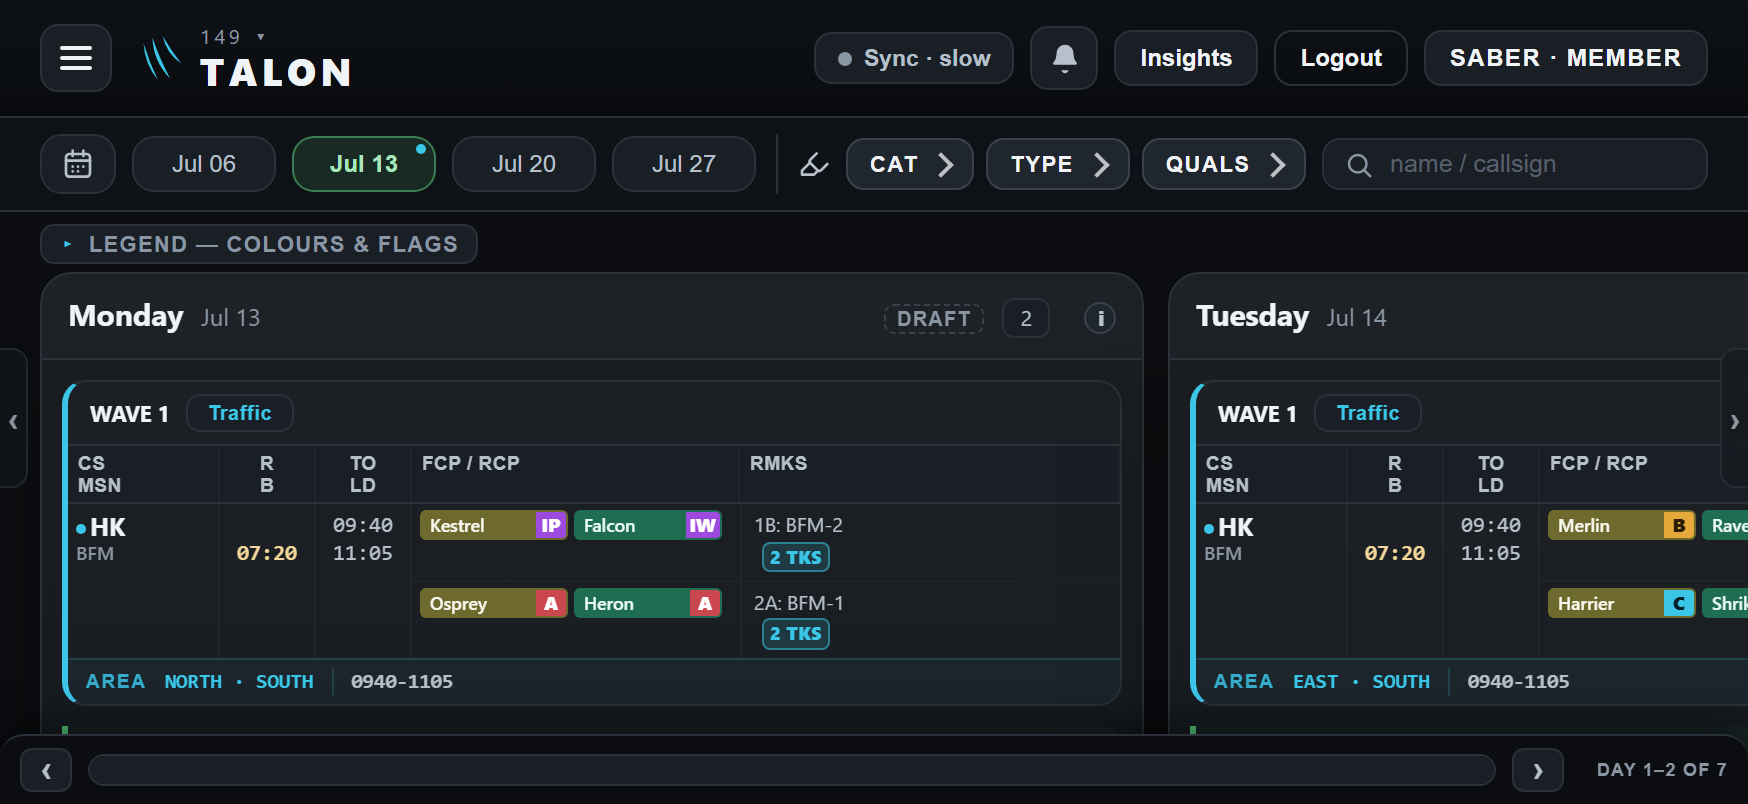 149 ▾
TALON
Sync · slow
Insights
Logout
SABER · MEMBER
Jul 06
Jul 13
Jul 20
Jul 27
CAT
TYPE
QUALS
name / callsign
▸ LEGEND — COLOURS & FLAGS
Monday Jul 13
DRAFT
2
i
WAVE 1
Traffic
CS
MSN
R
B
TO
LD
FCP / RCP
RMKS
HK
BFM
07:20
09:40
11:05
Kestrel IP
Falcon IW
1B: BFM-2
2 TKS
Osprey A
Heron A
2A: BFM-1
2 TKS
AREA NORTH • SOUTH 0940-1105
Tuesday Jul 14
WAVE 1
Traffic
CS
MSN
R
B
TO
LD
FCP / RCP
HK
BFM
07:20
09:40
11:05
Merlin B
Rave
Harrier C
Shrik
AREA EAST • SOUTH 0940-1105
‹
›
‹
›
DAY 1–2 OF 7